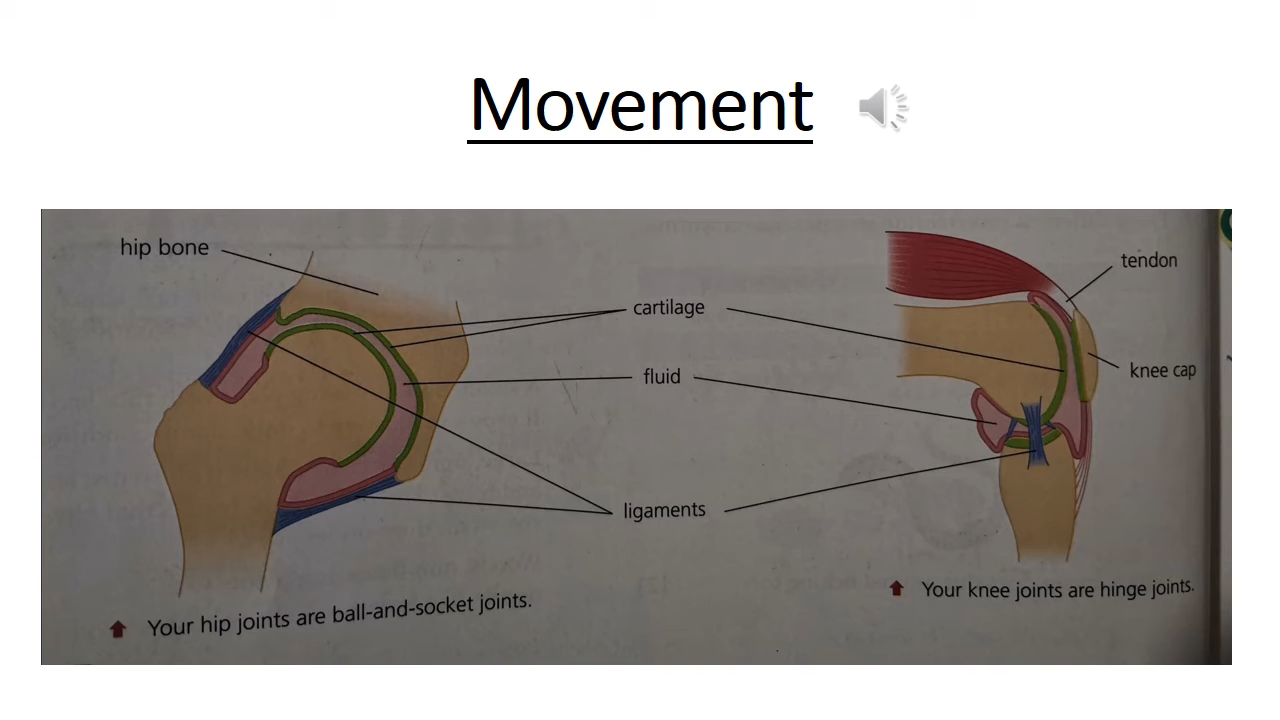 Movement
hip bone
tendon
cartilage
knee cap
fluid
ligaments
Your hip joints are ball-and-socket joints.
Your knee joints are hinge joints.